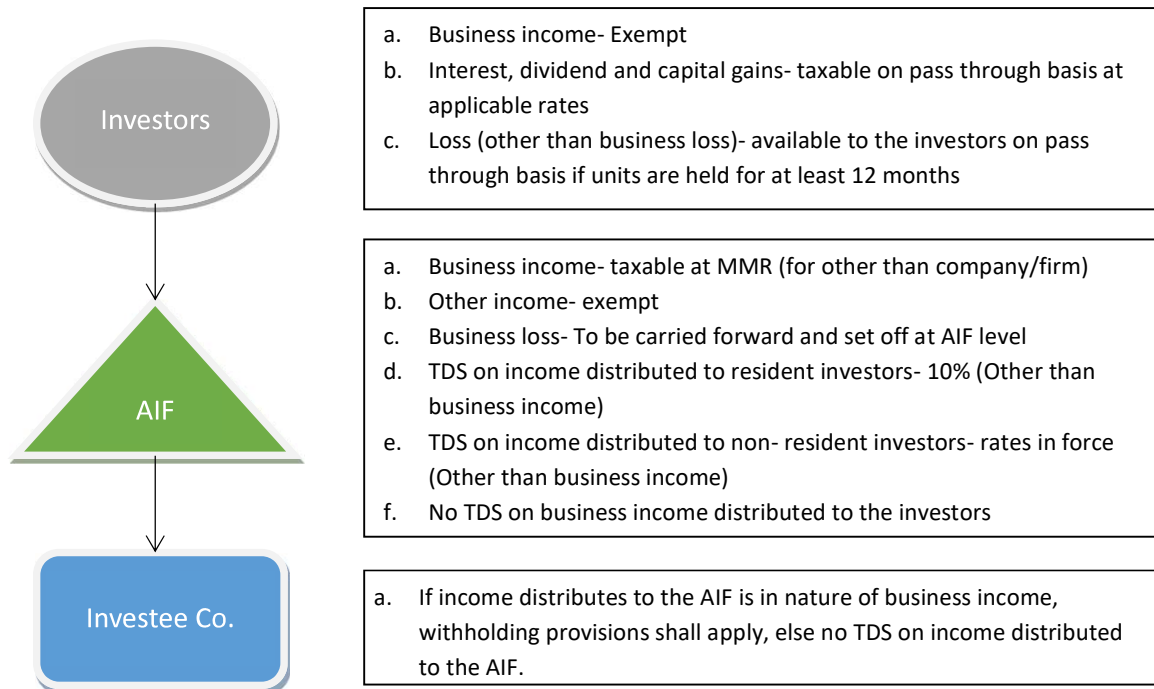 Investors
a. Business income- Exempt
b. Interest, dividend and capital gains- taxable on pass through basis at
applicable rates
c. Loss (other than business loss)- available to the investors on pass
through basis if units are held for at least 12 months
AIF
a. Business income- taxable at MMR (for other than company/firm)
b. Other income- exempt
c. Business loss- To be carried forward and set off at AIF level
d. TDS on income distributed to resident investors- 10% (Other than
business income)
e. TDS on income distributed to non- resident investors- rates in force
(Other than business income)
f. No TDS on business income distributed to the investors
Investee Co.
a. If income distributes to the AIF is in nature of business income,
withholding provisions shall apply, else no TDS on income distributed
to the AIF.